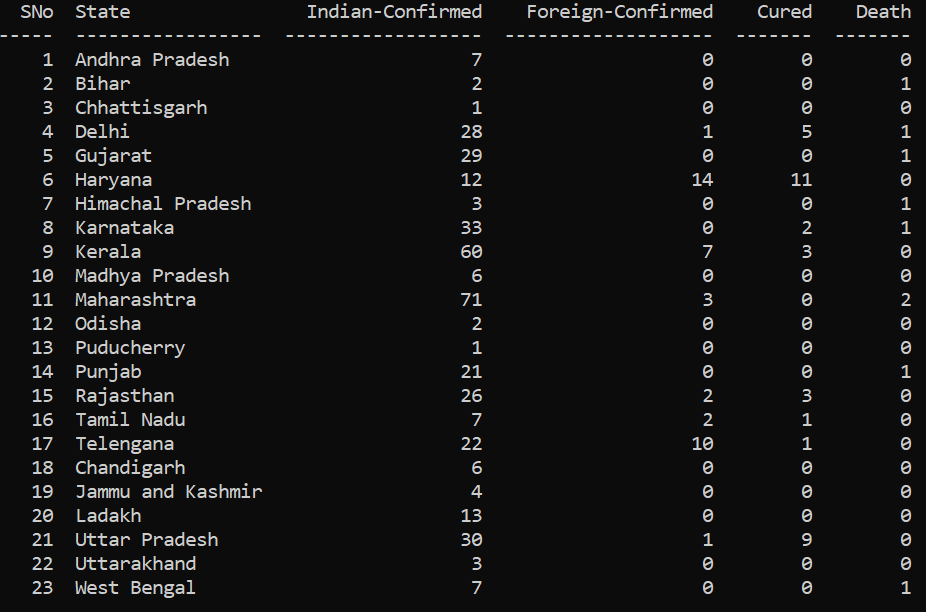 SNo State Indian-Confirmed Foreign-Confirmed Cured Death
----- ----------------- ------------------ ------------------- ------- -------
1 Andhra Pradesh 7 0 0 0
2 Bihar 2 0 0 1
3 Chhattisgarh 1 0 0 0
4 Delhi 28 1 5 1
5 Gujarat 29 0 0 1
6 Haryana 12 14 11 0
7 Himachal Pradesh 3 0 0 1
8 Karnataka 33 0 2 1
9 Kerala 60 7 3 0
10 Madhya Pradesh 6 0 0 0
11 Maharashtra 71 3 0 2
12 Odisha 2 0 0 0
13 Puducherry 1 0 0 0
14 Punjab 21 0 0 1
15 Rajasthan 26 2 3 0
16 Tamil Nadu 7 2 1 0
17 Telengana 22 10 1 0
18 Chandigarh 6 0 0 0
19 Jammu and Kashmir 4 0 0 0
20 Ladakh 13 0 0 0
21 Uttar Pradesh 30 1 9 0
22 Uttarakhand 3 0 0 0
23 West Bengal 7 0 0 1